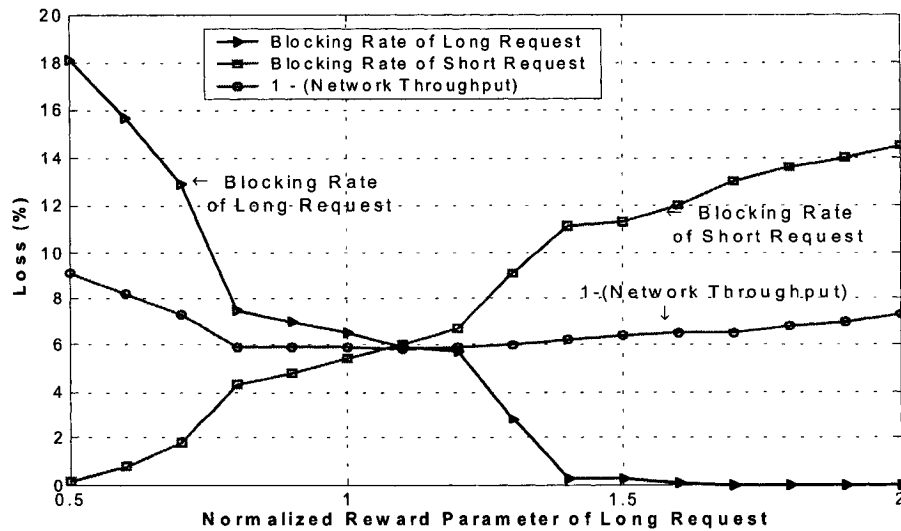 20
18
16
14
12
10
8
6
4
2
0
Loss (%)
Blocking Rate of Long Request
Blocking Rate of Short Request
1 - (Network Throughput)
← Blocking Rate
of Long Request
← Blocking Rate
of Short Request
1-(Network Throughput)
↓
0.5
1
1.5
2
Normalized Reward Parameter of Long Request